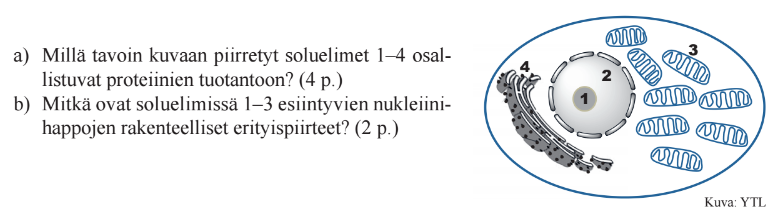 a) Millä tavoin kuvaan piirretyt soluelimet 1–4 osal-
listuvat proteiinien tuotantoon? (4 p.)
b) Mitkä ovat soluelimissä 1–3 esiintyvien nukleiini-
happojen rakenteelliset erityispiirteet? (2 p.)
3
4
2
1
Kuva: YTL